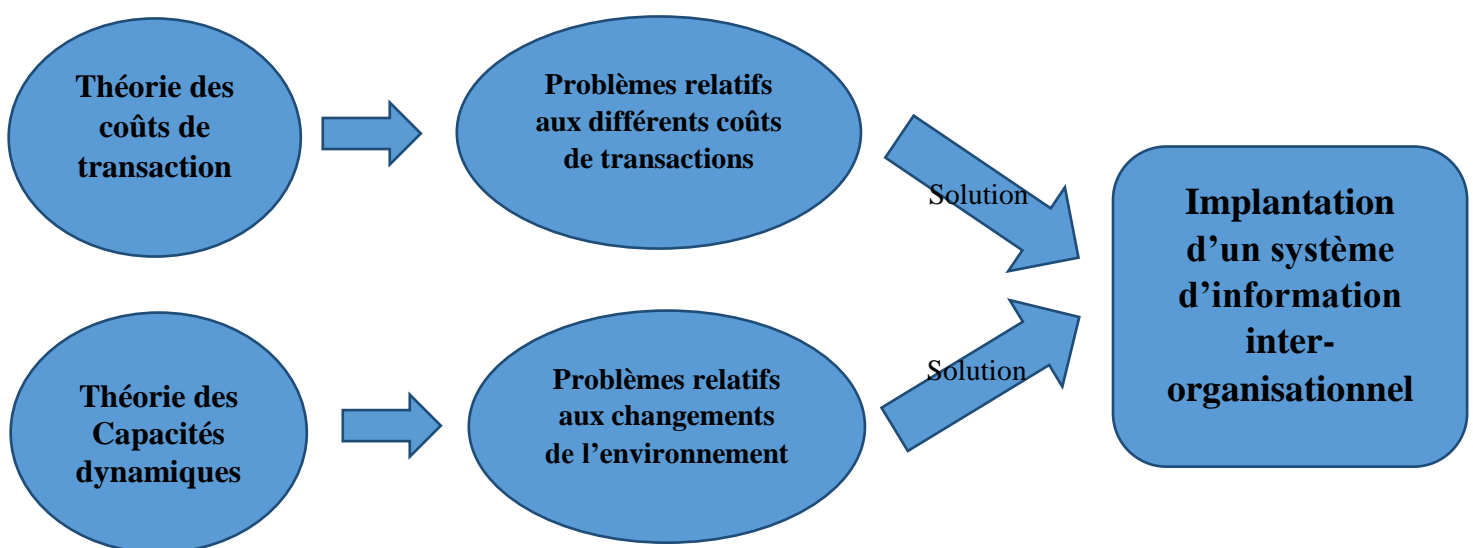 Théorie des
coûts de
transaction
Problèmes relatifs
aux différents coûts
de transactions
Solution
Théorie des
Capacités
dynamiques
Problèmes relatifs
aux changements
de l’environnement
Solution
Implantation
d’un système
d’information
inter-
organisationnel